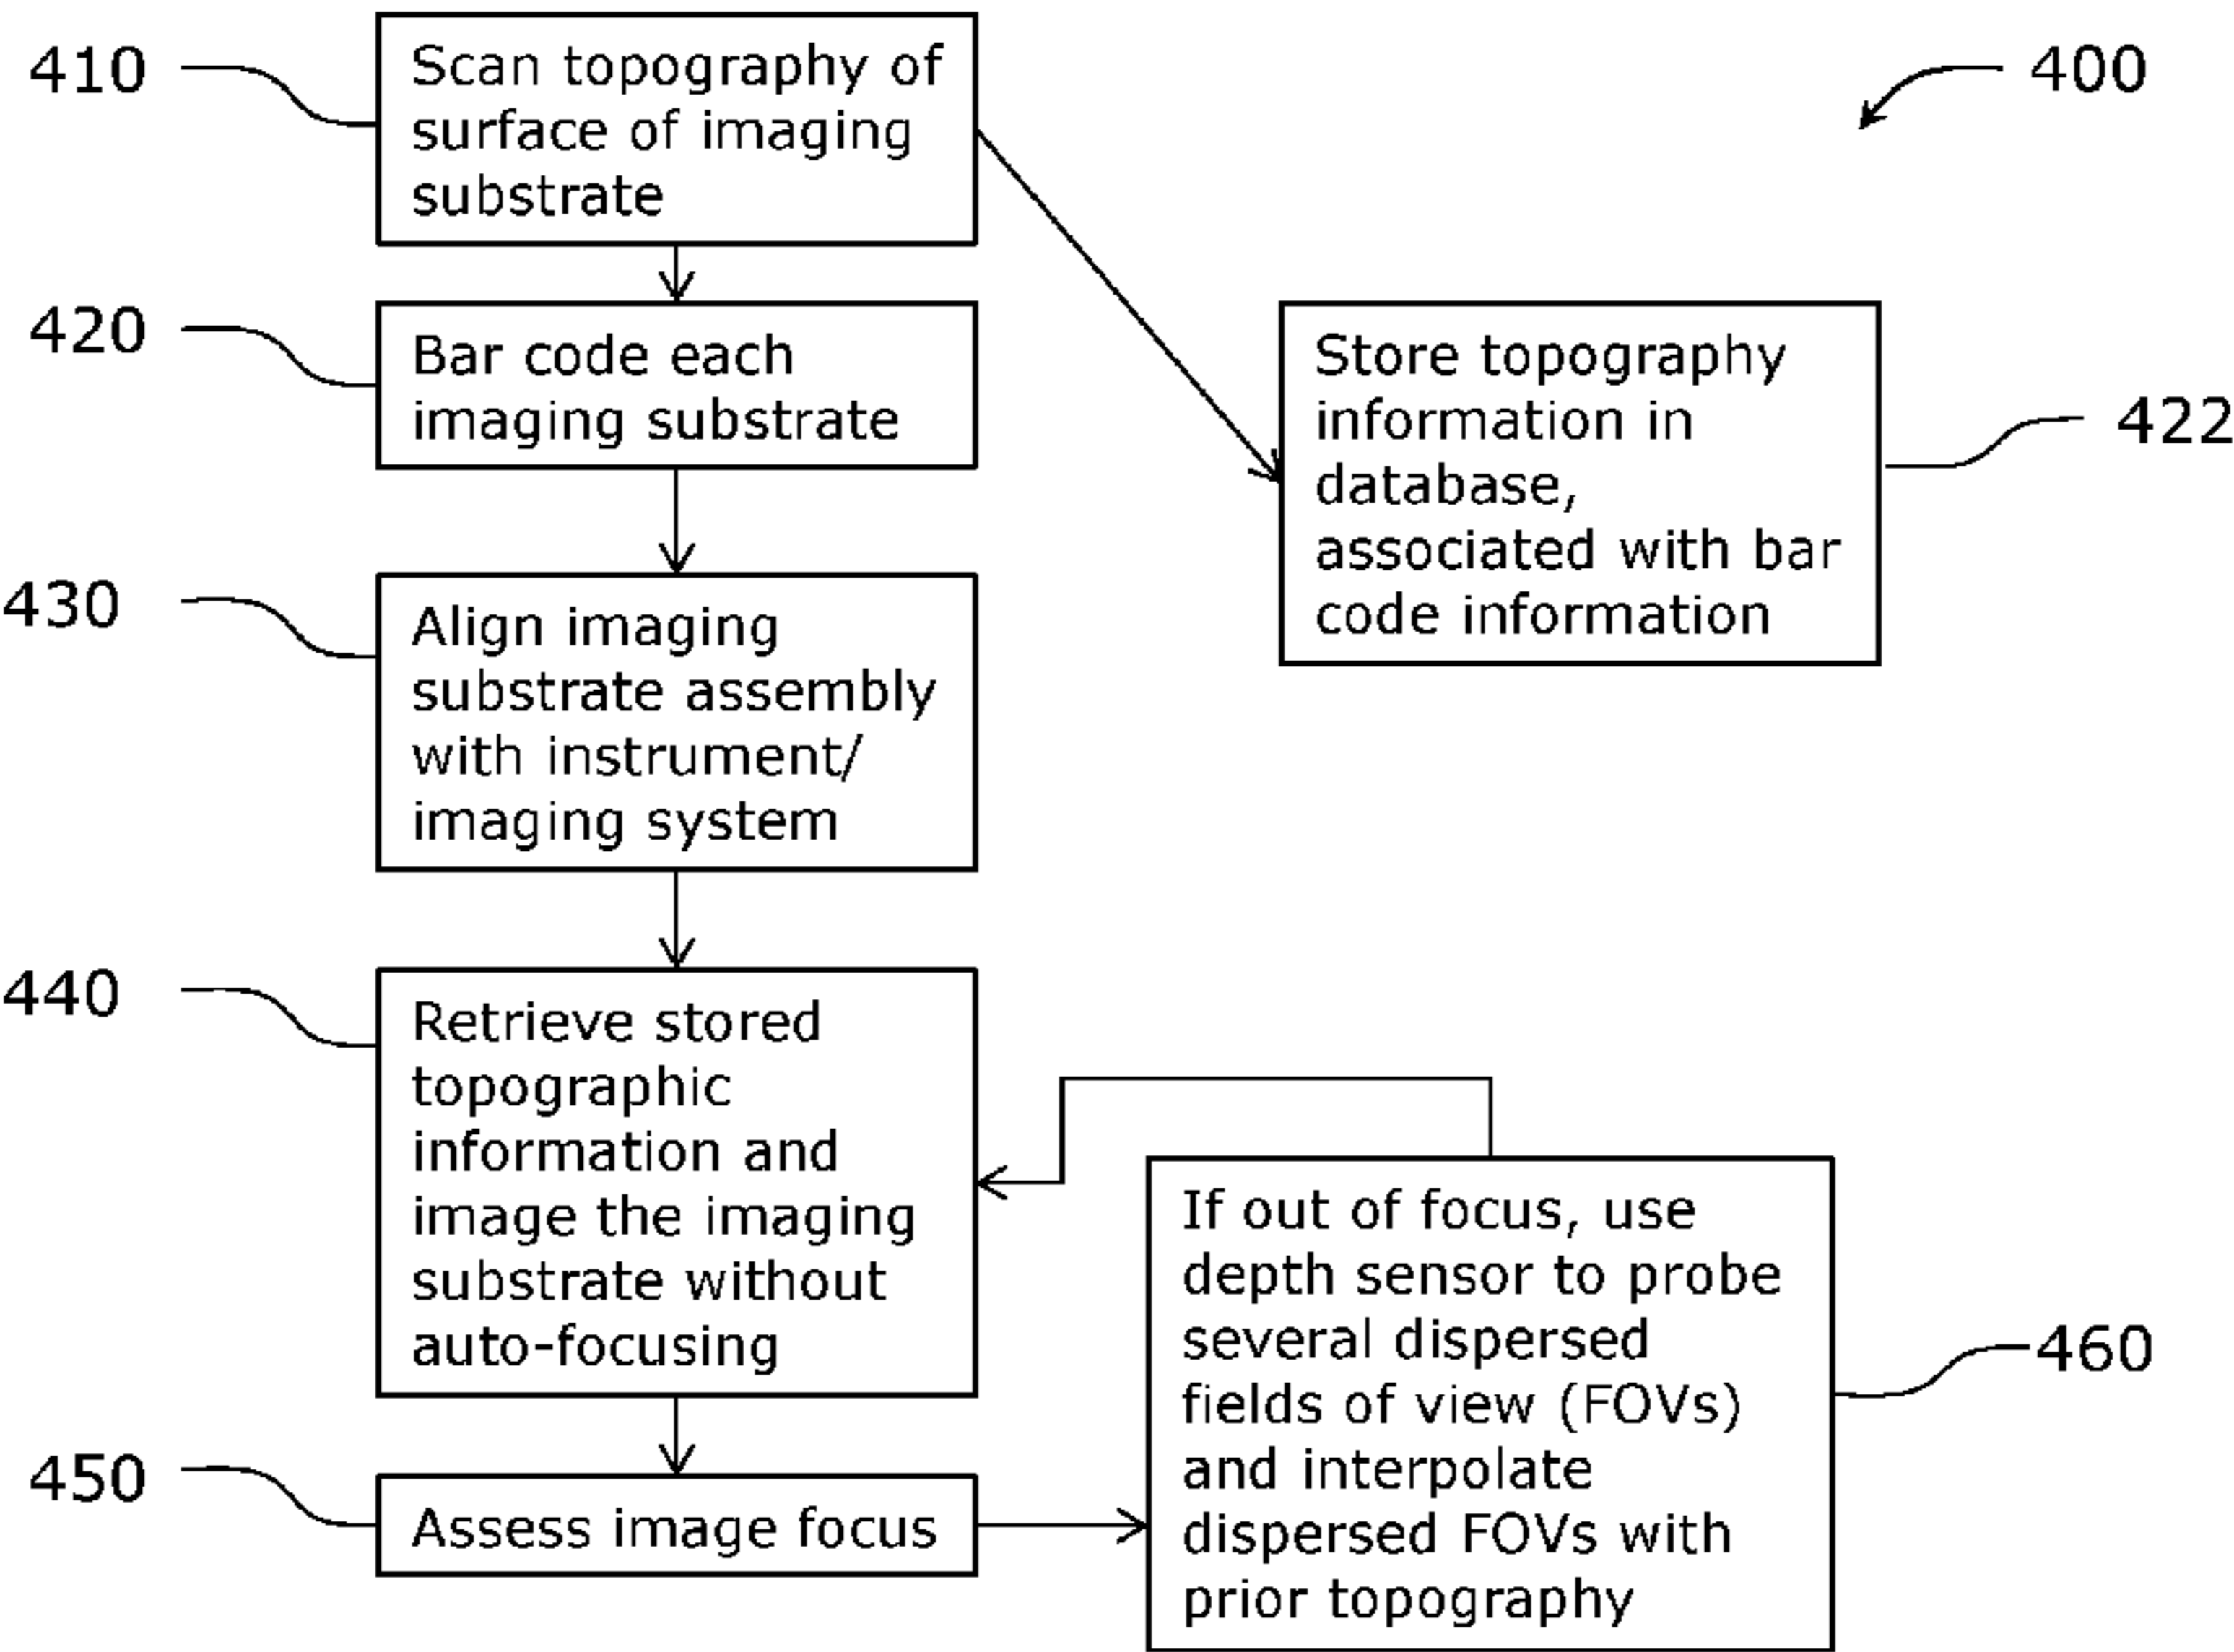 410
Scan topography of
surface of imaging
substrate
400
420
Bar code each
imaging substrate
Store topography
information in
database,
associated with bar
code information
422
430
Align imaging
substrate assembly
with instrument/
imaging system
440
Retrieve stored
topographic
information and
image the imaging
substrate without
auto-focusing
If out of focus, use
depth sensor to probe
several dispersed
fields of view (FOVs)
and interpolate
dispersed FOVs with
prior topography
460
450
Assess image focus